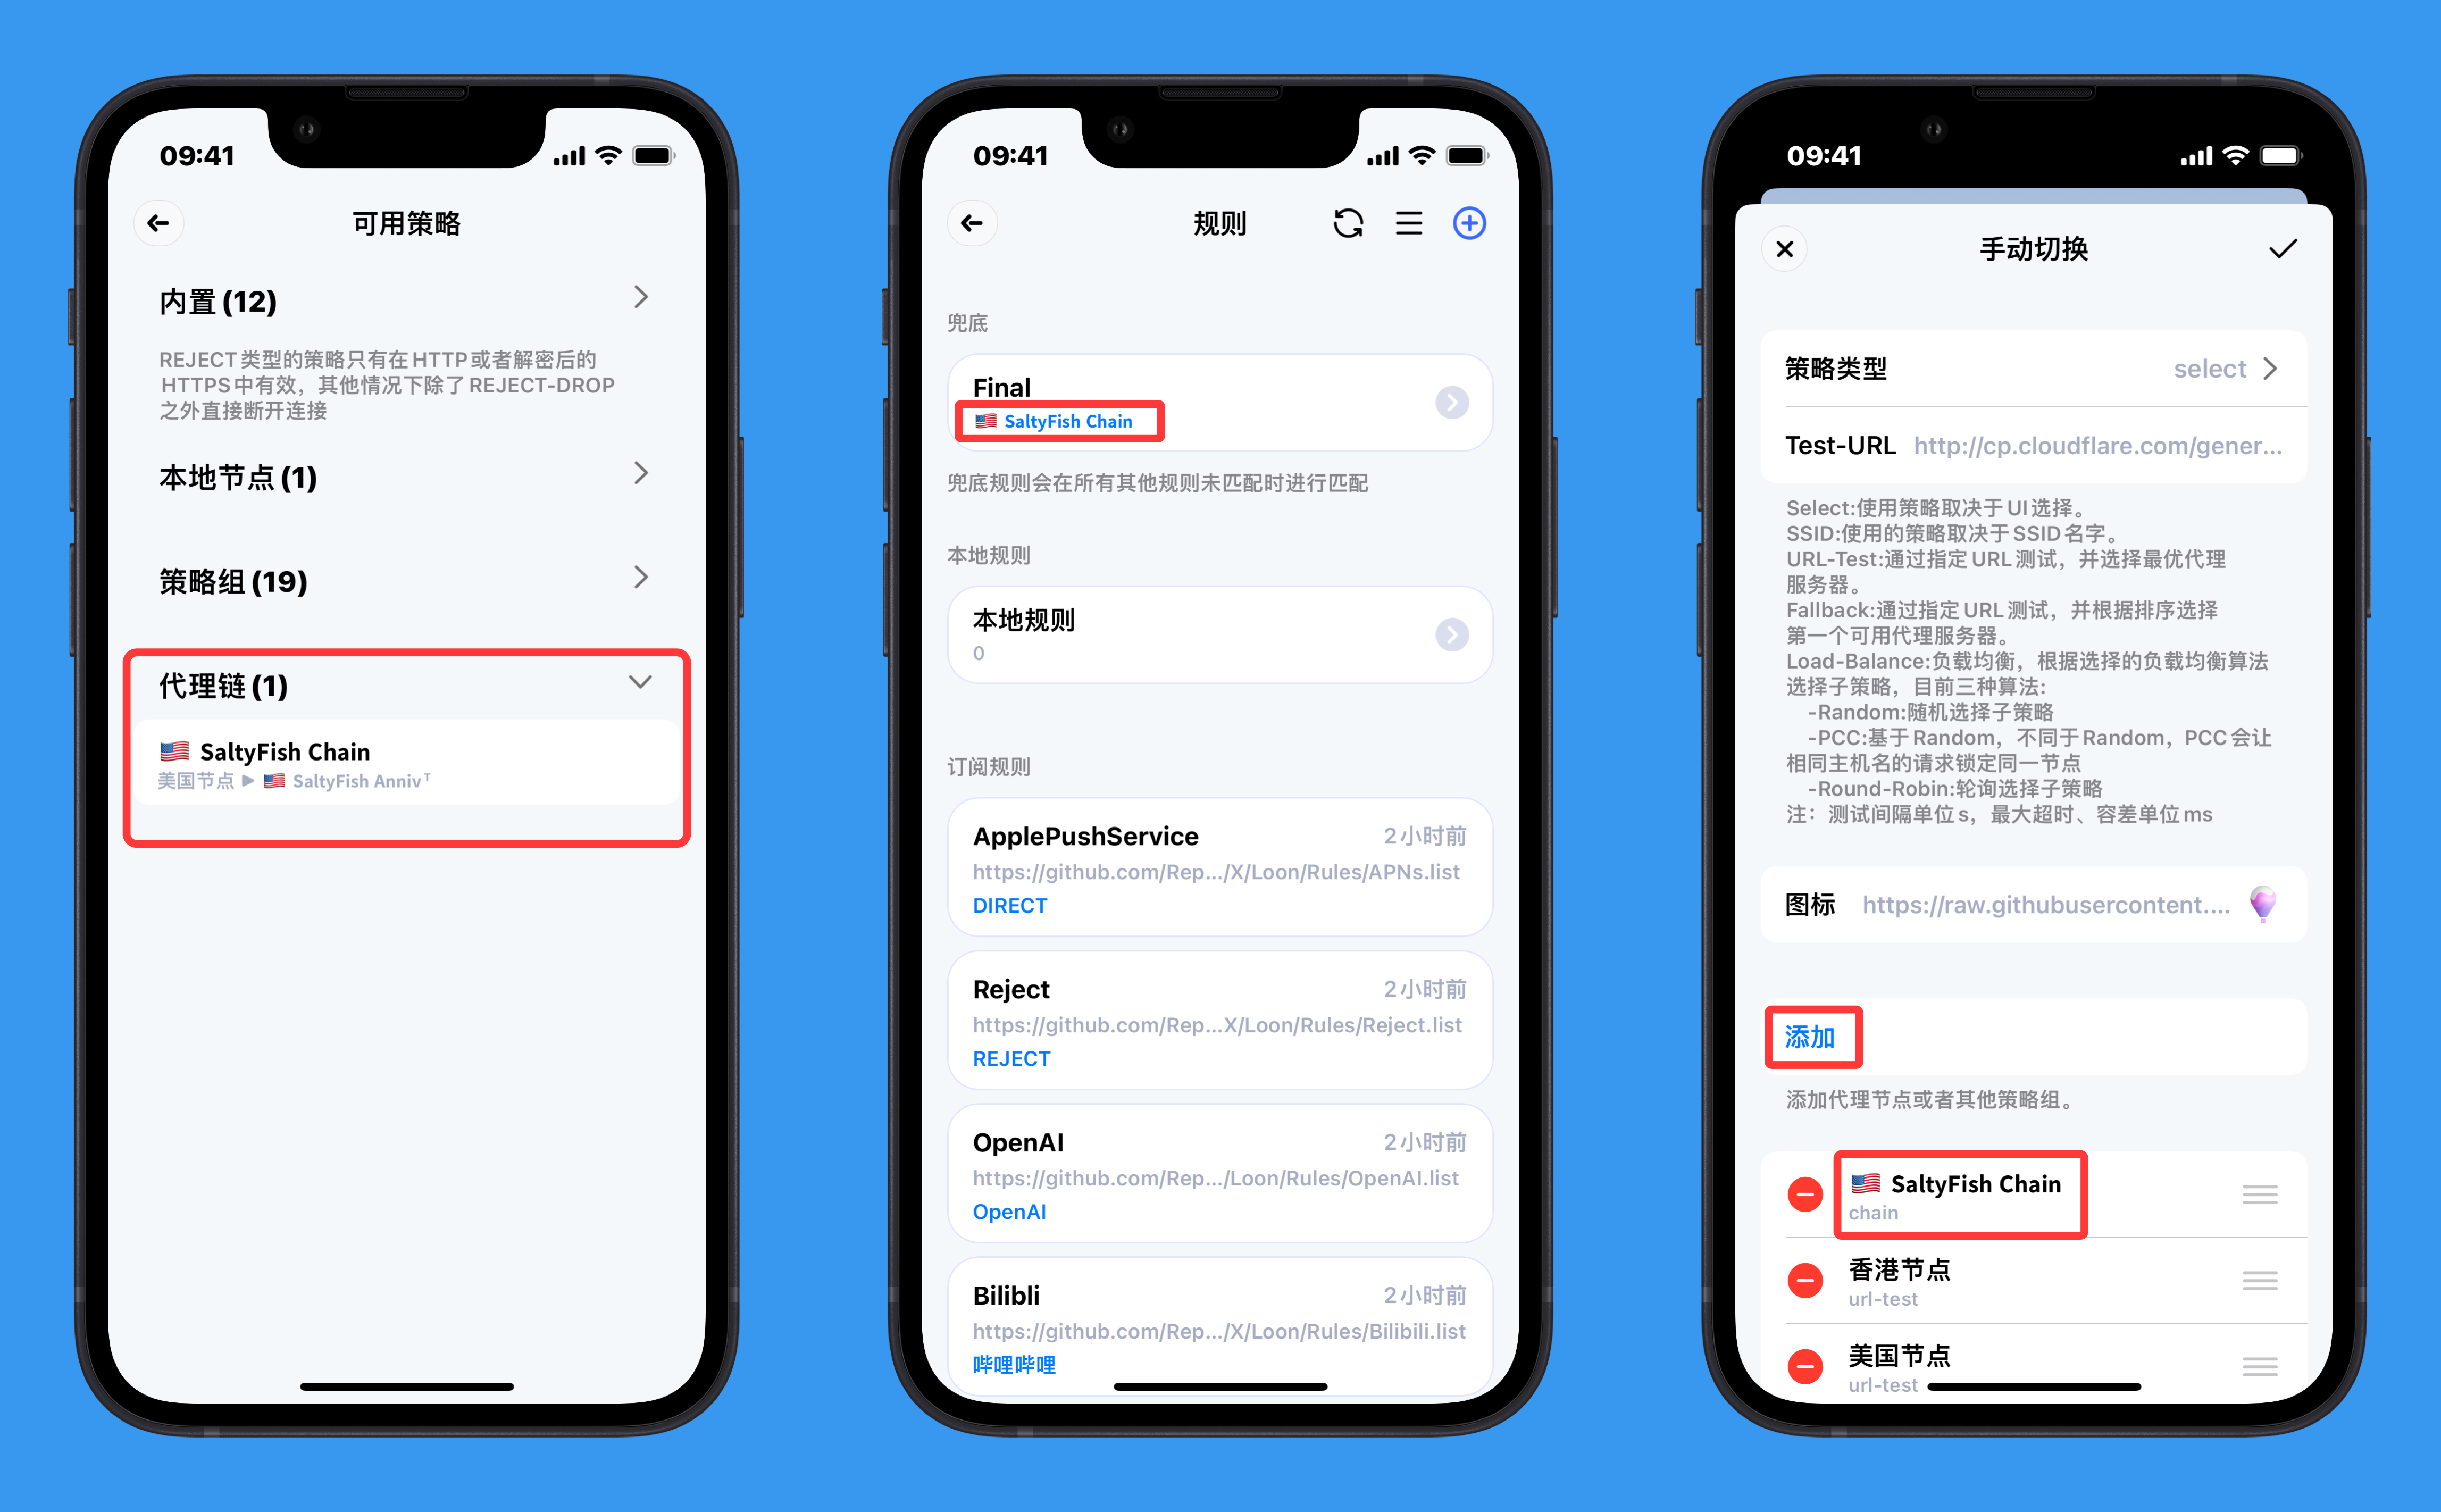 09:41
可用策略
内置 (12)
REJECT 类型的策略只有在 HTTP 或者解密后的
HTTPS 中有效，其他情况下除了 REJECT-DROP
之外直接断开连接
本地节点 (1)
策略组 (19)
代理链 (1)
🇺🇸 SaltyFish Chain
美国节点 ▶ 🇺🇸 SaltyFish Anniv ᵀ
09:41
规则
兜底
Final
🇺🇸 SaltyFish Chain
兜底规则会在所有其他规则未匹配时进行匹配
本地规则
本地规则
0
订阅规则
ApplePushService 2 小时前
https://github.com/Rep.../X/Loon/Rules/APNs.list
DIRECT
Reject 2 小时前
https://github.com/Rep...X/Loon/Rules/Reject.list
REJECT
OpenAI 2 小时前
https://github.com/Rep.../Loon/Rules/OpenAI.list
OpenAI
Bilibli 2 小时前
https://github.com/Rep.../X/Loon/Rules/Bilibili.list
哔哩哔哩
09:41
手动切换
策略类型 select
Test-URL http://cp.cloudflare.com/gener...
Select:使用策略取决于 UI 选择。
SSID:使用的策略取决于 SSID 名字。
URL-Test:通过指定 URL 测试，并选择最优代理
服务器。
Fallback:通过指定 URL 测试，并根据排序选择
第一个可用代理服务器。
Load-Balance:负载均衡，根据选择的负载均衡算法
选择子策略，目前三种算法:
-Random:随机选择子策略
-PCC:基于 Random，不同于 Random，PCC 会让
相同主机名的请求锁定同一节点
-Round-Robin:轮询选择子策略
注：测试间隔单位 s，最大超时、容差单位 ms
图标 https://raw.githubusercontent....
添加
添加代理节点或者其他策略组。
🇺🇸 SaltyFish Chain
chain
香港节点
url-test
美国节点
url-test